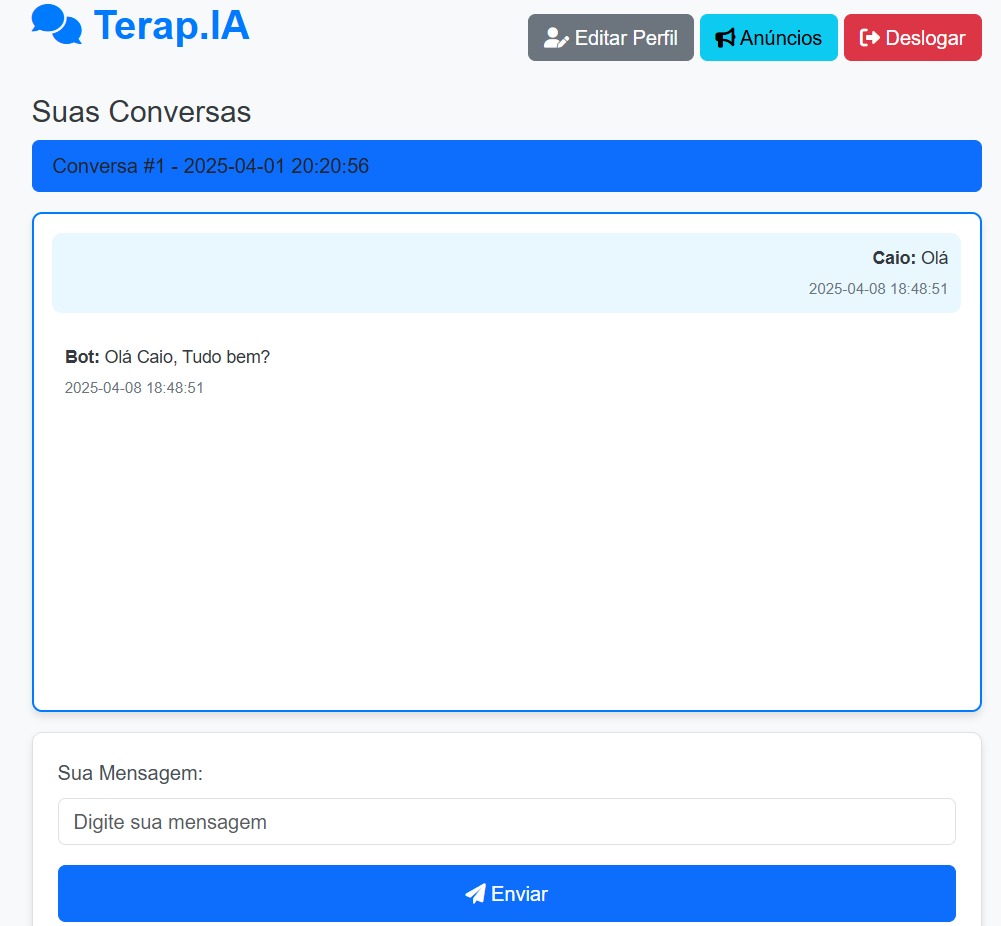 Terap.IA
Editar Perfil
Anúncios
Deslogar
Suas Conversas
Conversa #1 - 2025-04-01 20:20:56
Caio: Olá
2025-04-08 18:48:51
Bot: Olá Caio, Tudo bem?
2025-04-08 18:48:51
Sua Mensagem:
Digite sua mensagem
Enviar